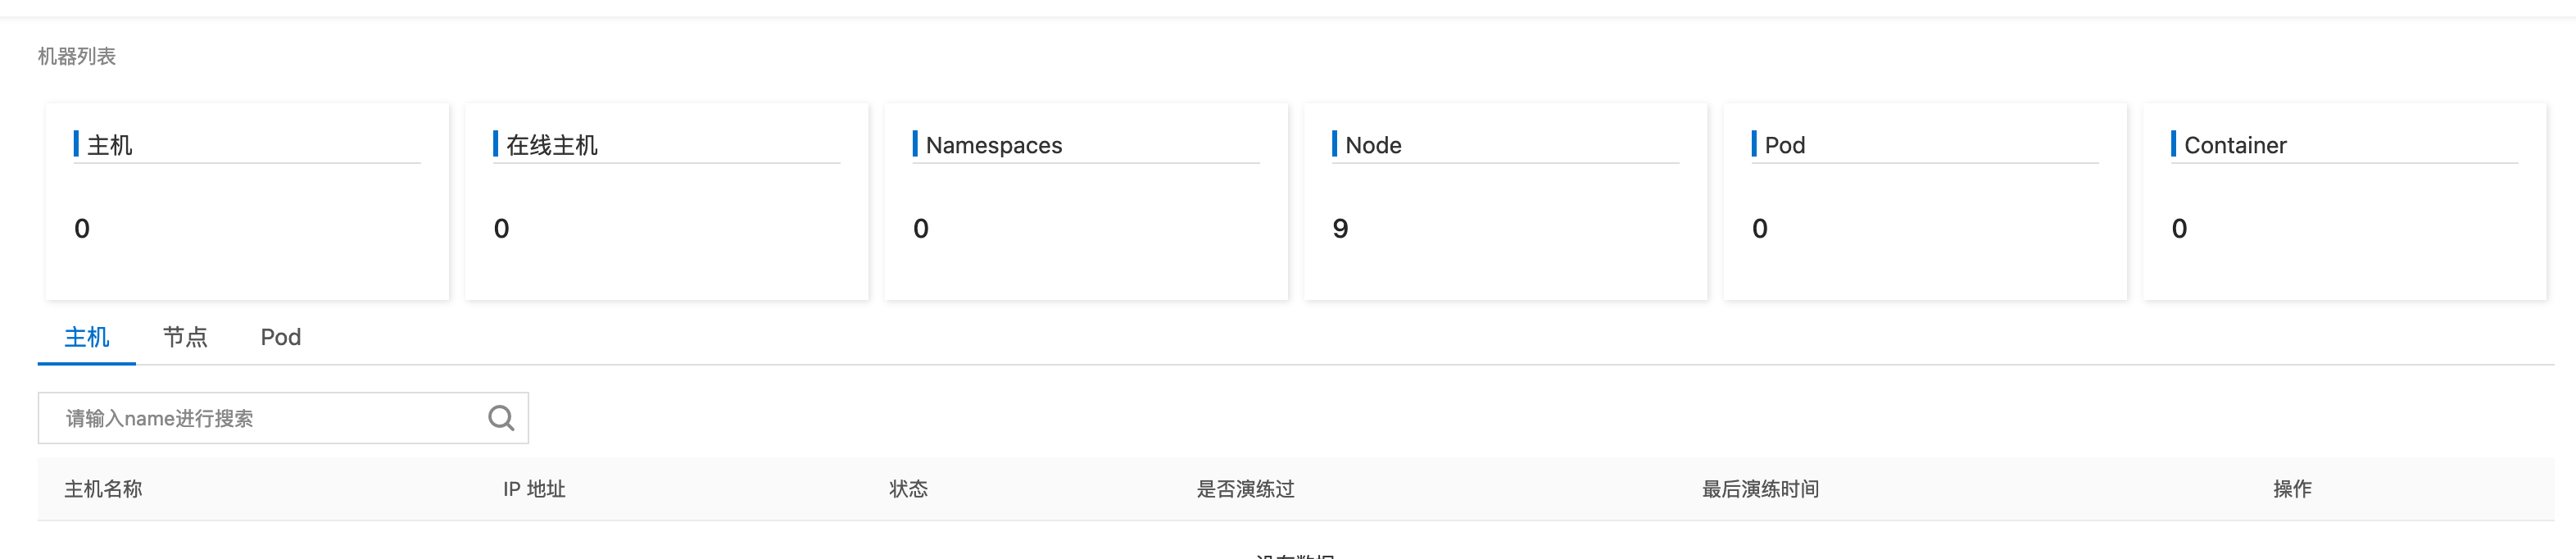 机器列表
主机 在线主机 Namespaces Node Pod Container
0 0 0 9 0 0
主机 节点 Pod
请输入name进行搜索
主机名称 IP 地址 状态 是否演练过 最后演练时间 操作